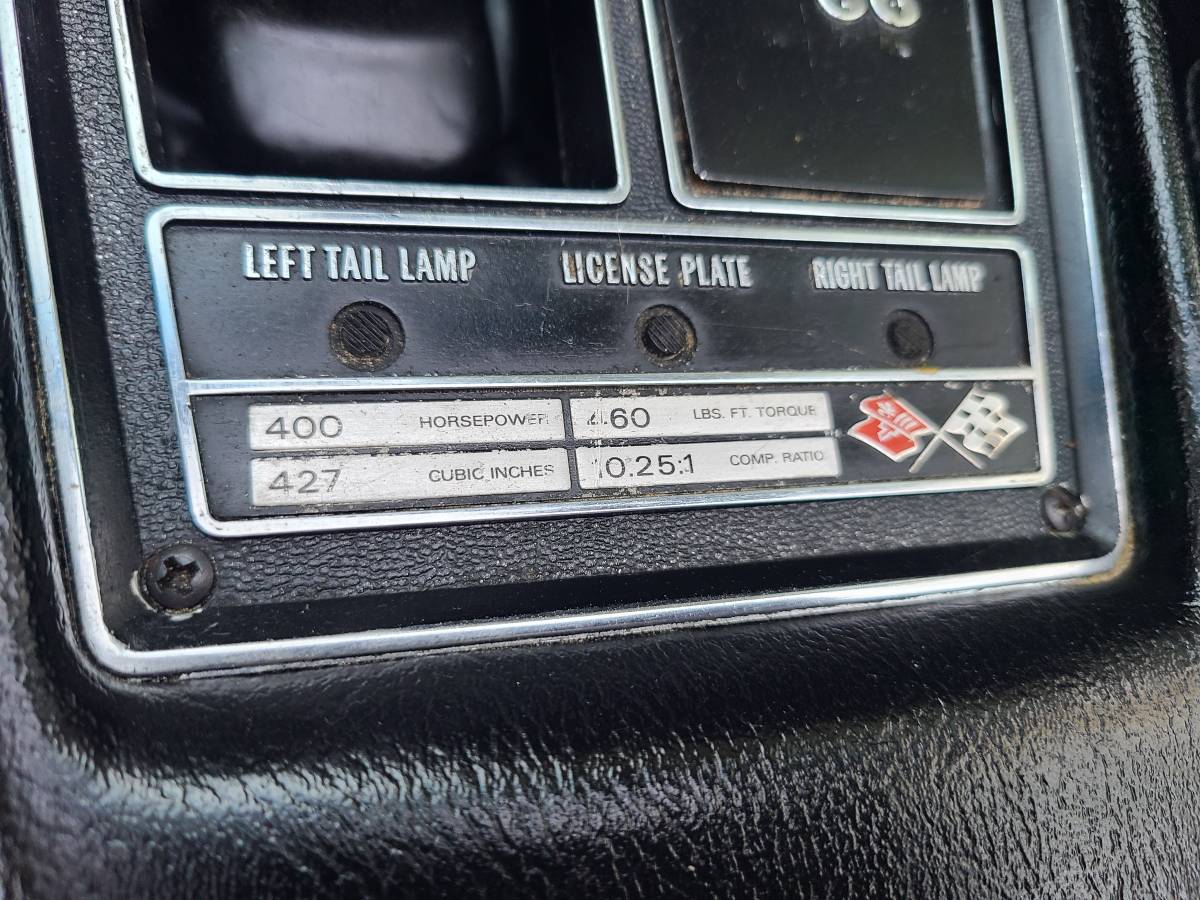 LEFT TAIL LAMP LICENSE PLATE RIGHT TAIL LAMP
400 HORSEPOWER 460 LBS. FT. TORQUE
427 CUBIC INCHES 10.25:1 COMP. RATIO